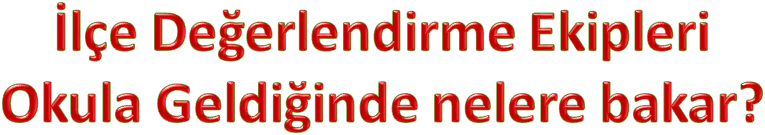 İlçe Değerlendirme Ekipleri
Okula Geldiğinde nelere bakar?